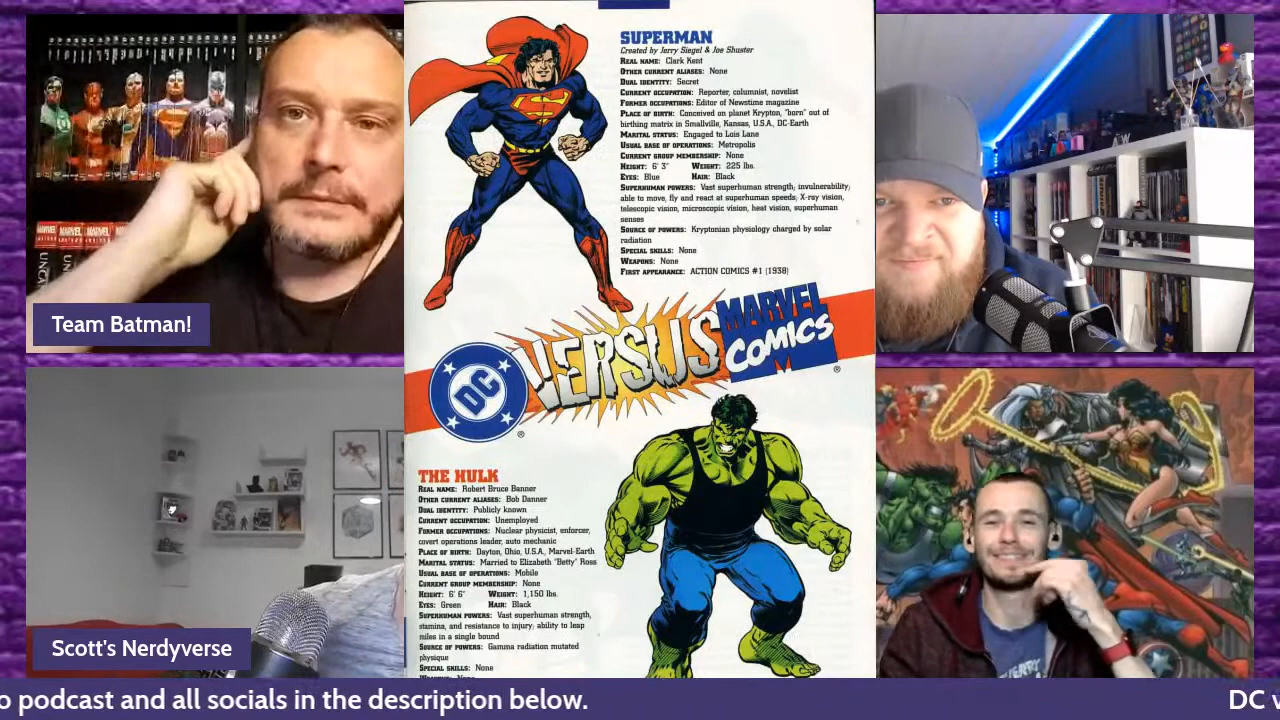 SUPERMAN
Created by Jerry Siegel & Joe Shuster
REAL NAME: Clark Kent
OTHER CURRENT ALIASES: None
DUAL IDENTITY: Secret
CURRENT OCCUPATION: Reporter, columnist, novelist
FORMER OCCUPATIONS: Editor of Newstime magazine
PLACE OF BIRTH: Conceived on planet Krypton, "born" out of
birthing matrix in Smallville, Kansas, U.S.A., DC-Earth
MARITAL STATUS: Engaged to Lois Lane
USUAL BASE OF OPERATIONS: Metropolis
CURRENT GROUP MEMBERSHIP: None
HEIGHT: 6' 3" WEIGHT: 225 lbs.
EYES: Blue HAIR: Black
SUPERHUMAN POWERS: Vast superhuman strength; invulnerability;
able to move, fly and react at superhuman speeds; X-ray vision,
telescopic vision, microscopic vision, heat vision, superhuman
senses
SOURCE OF POWERS: Kryptonian physiology charged by solar
radiation
SPECIAL SKILLS: None
WEAPONS: None
FIRST APPEARANCE: ACTION COMICS #1 (1938)
DC
VERSUS
MARVEL
COMICS
THE HULK
REAL NAME: Robert Bruce Banner
OTHER CURRENT ALIASES: Bob Danner
DUAL IDENTITY: Publicly known
CURRENT OCCUPATION: Unemployed
FORMER OCCUPATIONS: Nuclear physicist, enforcer,
covert operations leader, auto mechanic
PLACE OF BIRTH: Dayton, Ohio, U.S.A., Marvel-Earth
MARITAL STATUS: Married to Elizabeth "Betty" Ross
USUAL BASE OF OPERATIONS: Mobile
CURRENT GROUP MEMBERSHIP: None
HEIGHT: 6' 6" WEIGHT: 1,150 lbs.
EYES: Green HAIR: Black
SUPERHUMAN POWERS: Vast superhuman strength,
stamina, and resistance to injury; ability to leap
miles in a single bound
SOURCE OF POWERS: Gamma radiation mutated
physique
SPECIAL SKILLS: None
MARVEL MARVEL MARVEL
Team Batman!
Scott's Nerdyverse
o podcast and all socials in the description below.
DC v